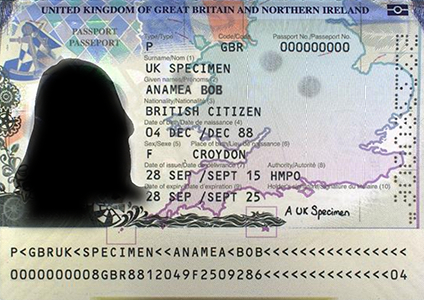 UNITED KINGDOM OF GREAT BRITAIN AND NORTHERN IRELAND
PASSPORT
PASSEPORT
Type/Type Code/Code Passport No./Passeport No.
P GBR 000000000
Surname/Nom (1)
UK SPECIMEN
Given names/Prénoms (2)
ANAMEA BOB
Nationality/Nationalité (3)
BRITISH CITIZEN
Date of birth/Date de naissance (4)
04 DEC /DEC 88
Sex/Sexe (5) Place of birth/Lieu de naissance (6)
F CROYDON
Date of issue/Date de délivrance (7) Authority/Autorité (8)
28 SEP /SEPT 15 HMPO
Date of expiry/Date d'expiration (9) Holder's signature/Signature du titulaire (10)
28 SEP /SEPT 25
A UK Specimen
P<GBRUK<SPECIMEN<<ANAMEA<BOB<<<<<<<<<<<<<<<<
0000000008GBR8812049F2509286<<<<<<<<<<<<<<04